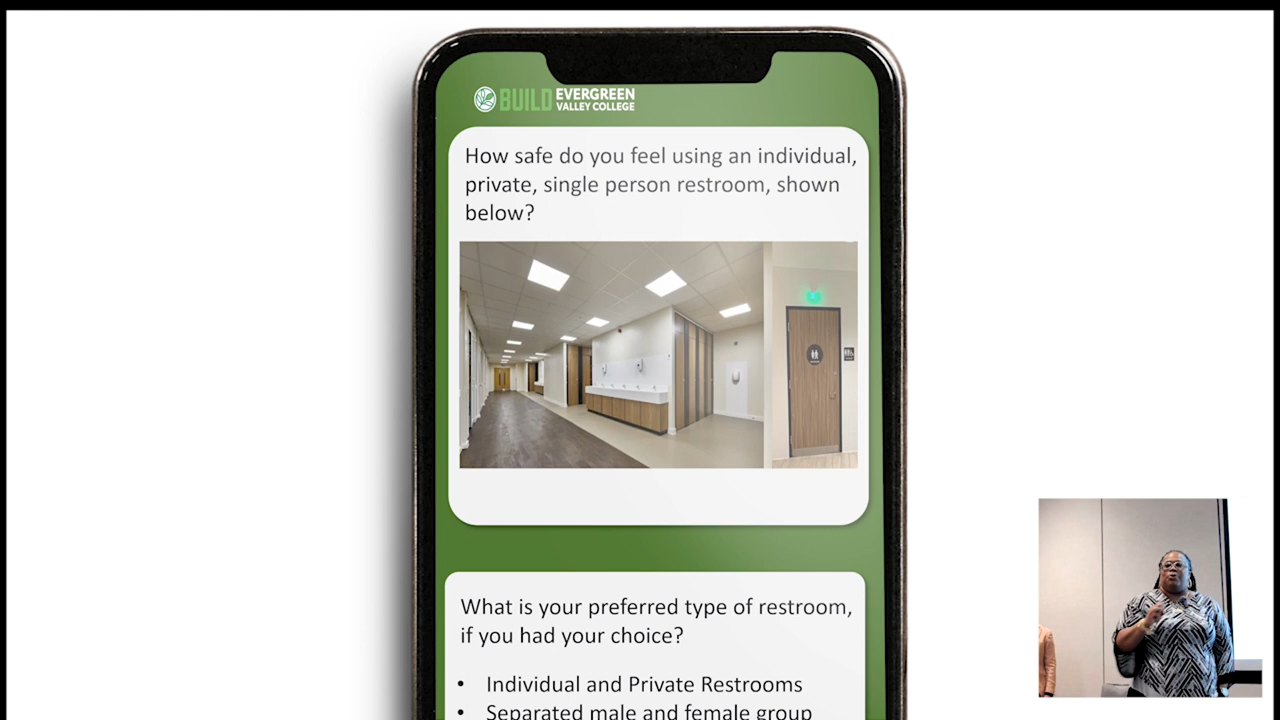 BUILD EVERGREEN
VALLEY COLLEGE
How safe do you feel using an individual,
private, single person restroom, shown
below?
What is your preferred type of restroom,
if you had your choice?
• Individual and Private Restrooms
• Separated male and female group